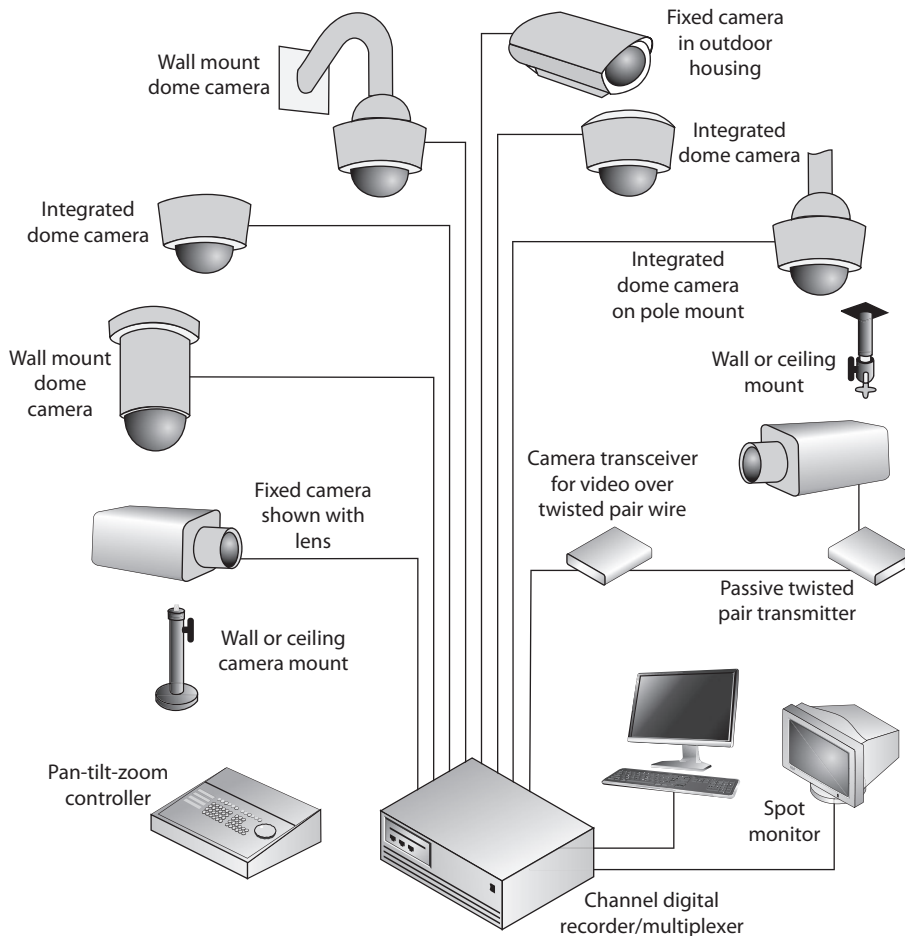 Fixed camera
in outdoor
housing
Wall mount
dome camera
Integrated
dome camera
Integrated
dome camera
Integrated
dome camera
on pole mount
Wall mount
dome
camera
Wall or ceiling
mount
Camera transceiver
for video over
twisted pair wire
Fixed camera
shown with
lens
Passive twisted
pair transmitter
Wall or ceiling
camera mount
Pan-tilt-zoom
controller
Spot
monitor
Channel digital
recorder/multiplexer